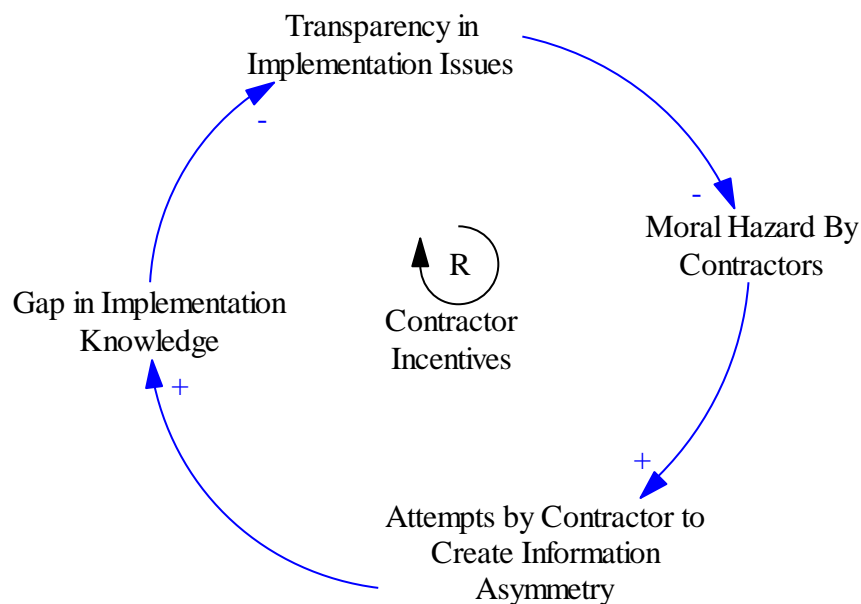 Transparency in
Implementation Issues
-
-
Moral Hazard By
Contractors
R
Contractor
Incentives
Gap in Implementation
Knowledge
+
+
Attempts by Contractor to
Create Information
Asymmetry